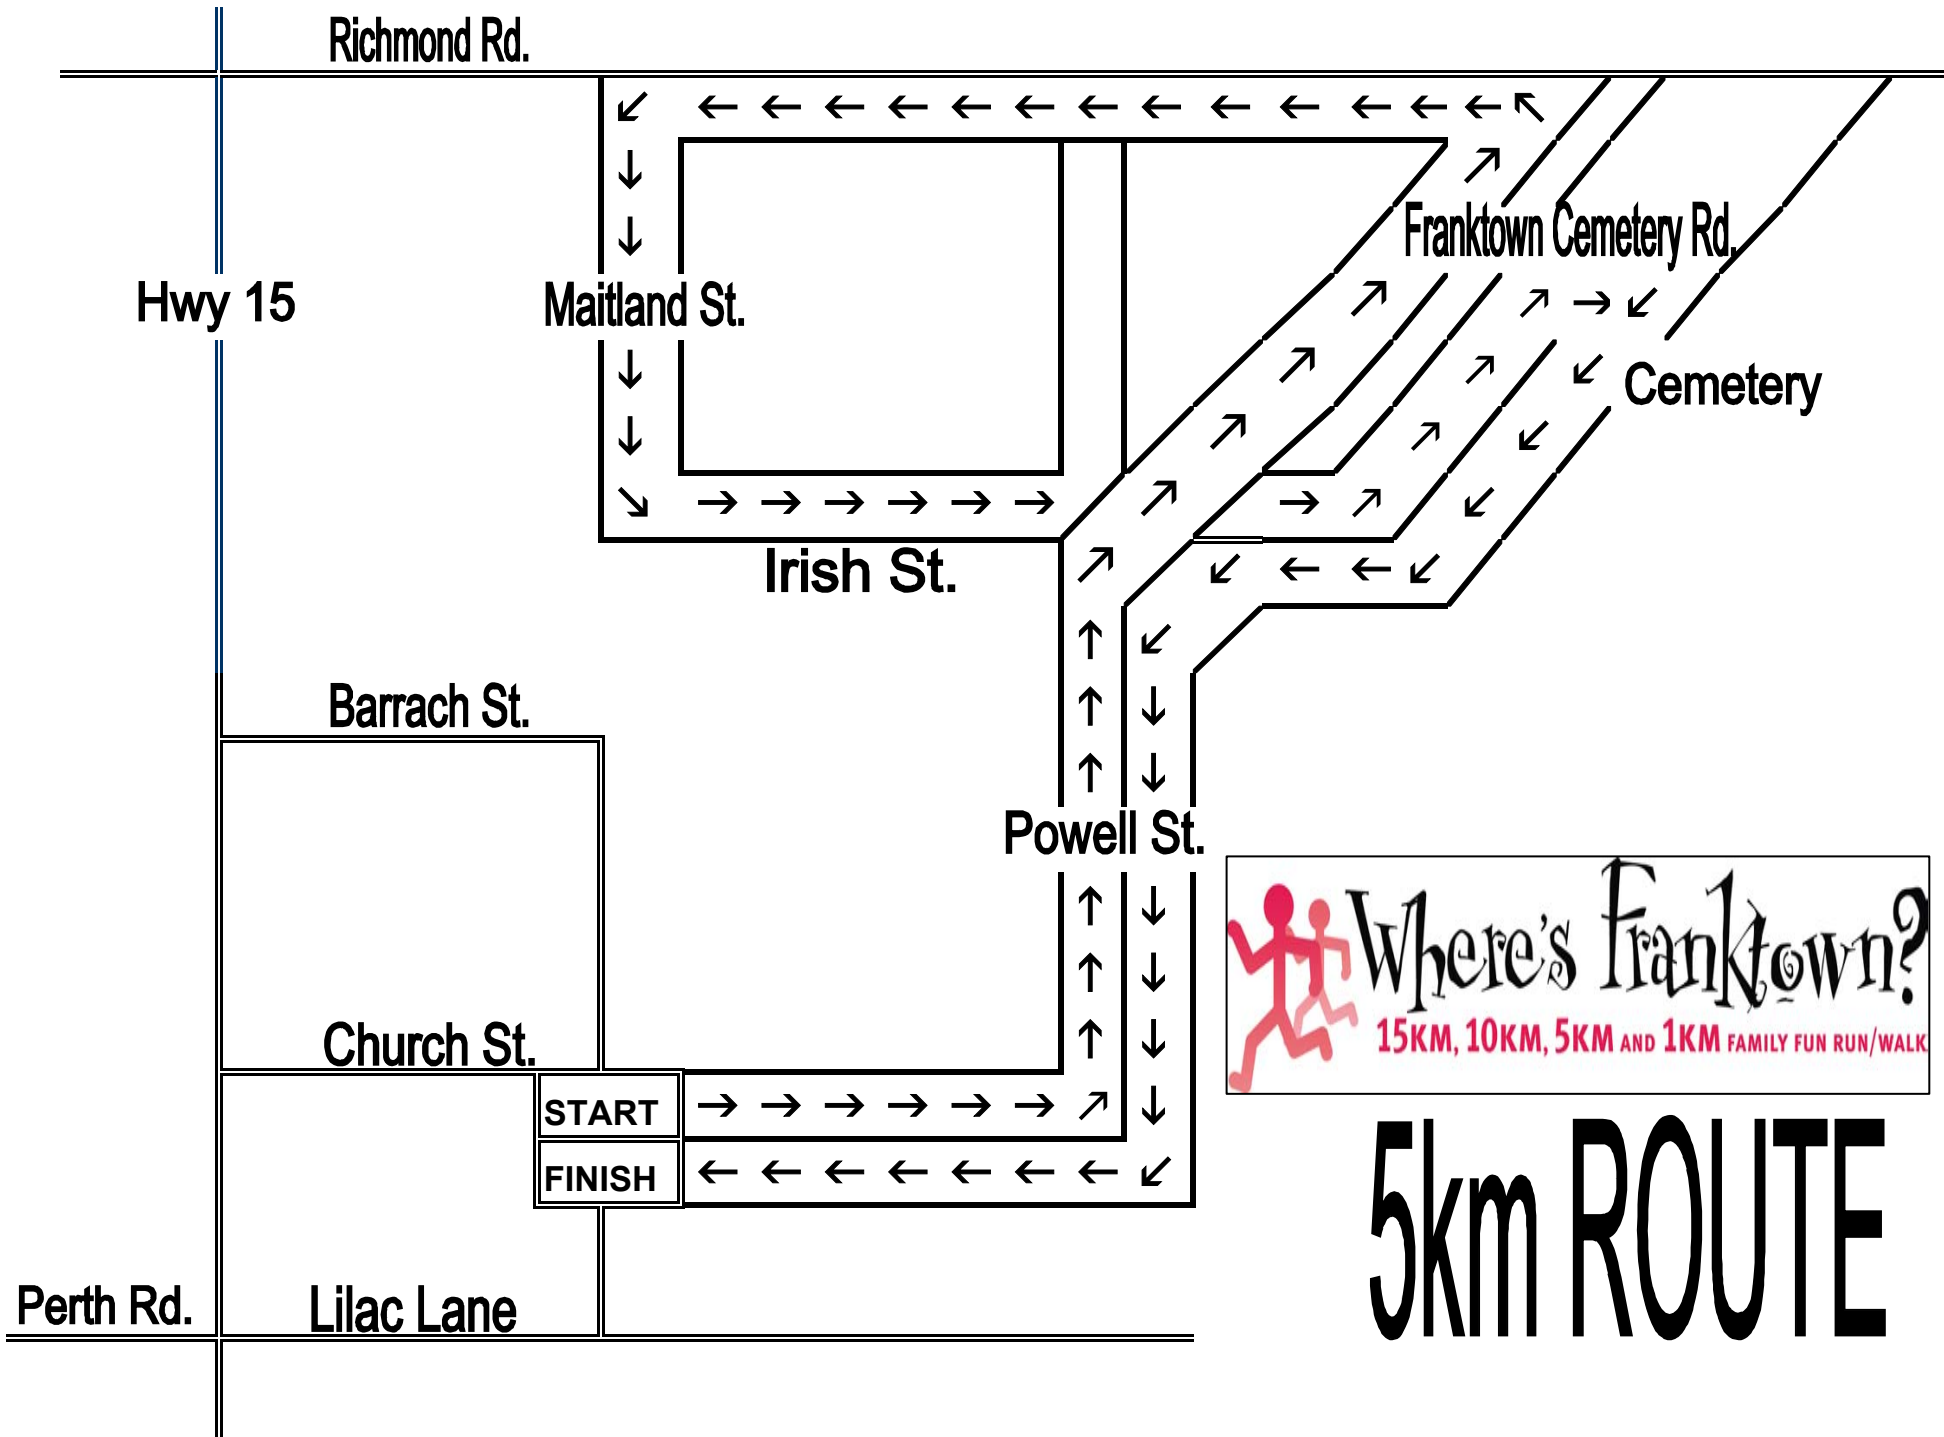 Richmond Rd.
Franktown Cemetery Rd.
Hwy 15
Maitland St.
Cemetery
Irish St.
Barrach St.
Powell St.
Where's Franktown?
15KM, 10KM, 5KM AND 1KM FAMILY FUN RUN/WALK
Church St.
START
FINISH
5km ROUTE
Perth Rd.
Lilac Lane